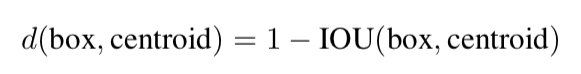 d(box, centroid) = 1 − IOU(box, centroid)